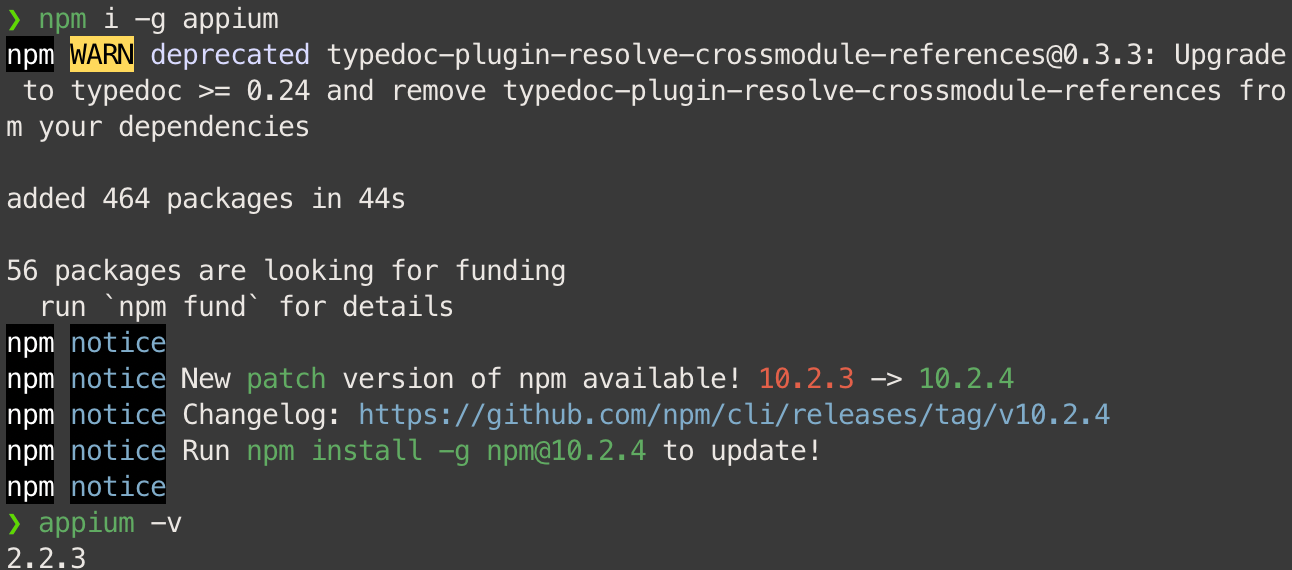 ❯ npm i -g appium
npm WARN deprecated typedoc-plugin-resolve-crossmodule-references@0.3.3: Upgrade
 to typedoc >= 0.24 and remove typedoc-plugin-resolve-crossmodule-references fro
m your dependencies

added 464 packages in 44s

56 packages are looking for funding
  run `npm fund` for details
npm notice
npm notice New patch version of npm available! 10.2.3 -> 10.2.4
npm notice Changelog: https://github.com/npm/cli/releases/tag/v10.2.4
npm notice Run npm install -g npm@10.2.4 to update!
npm notice
❯ appium -v
2.2.3